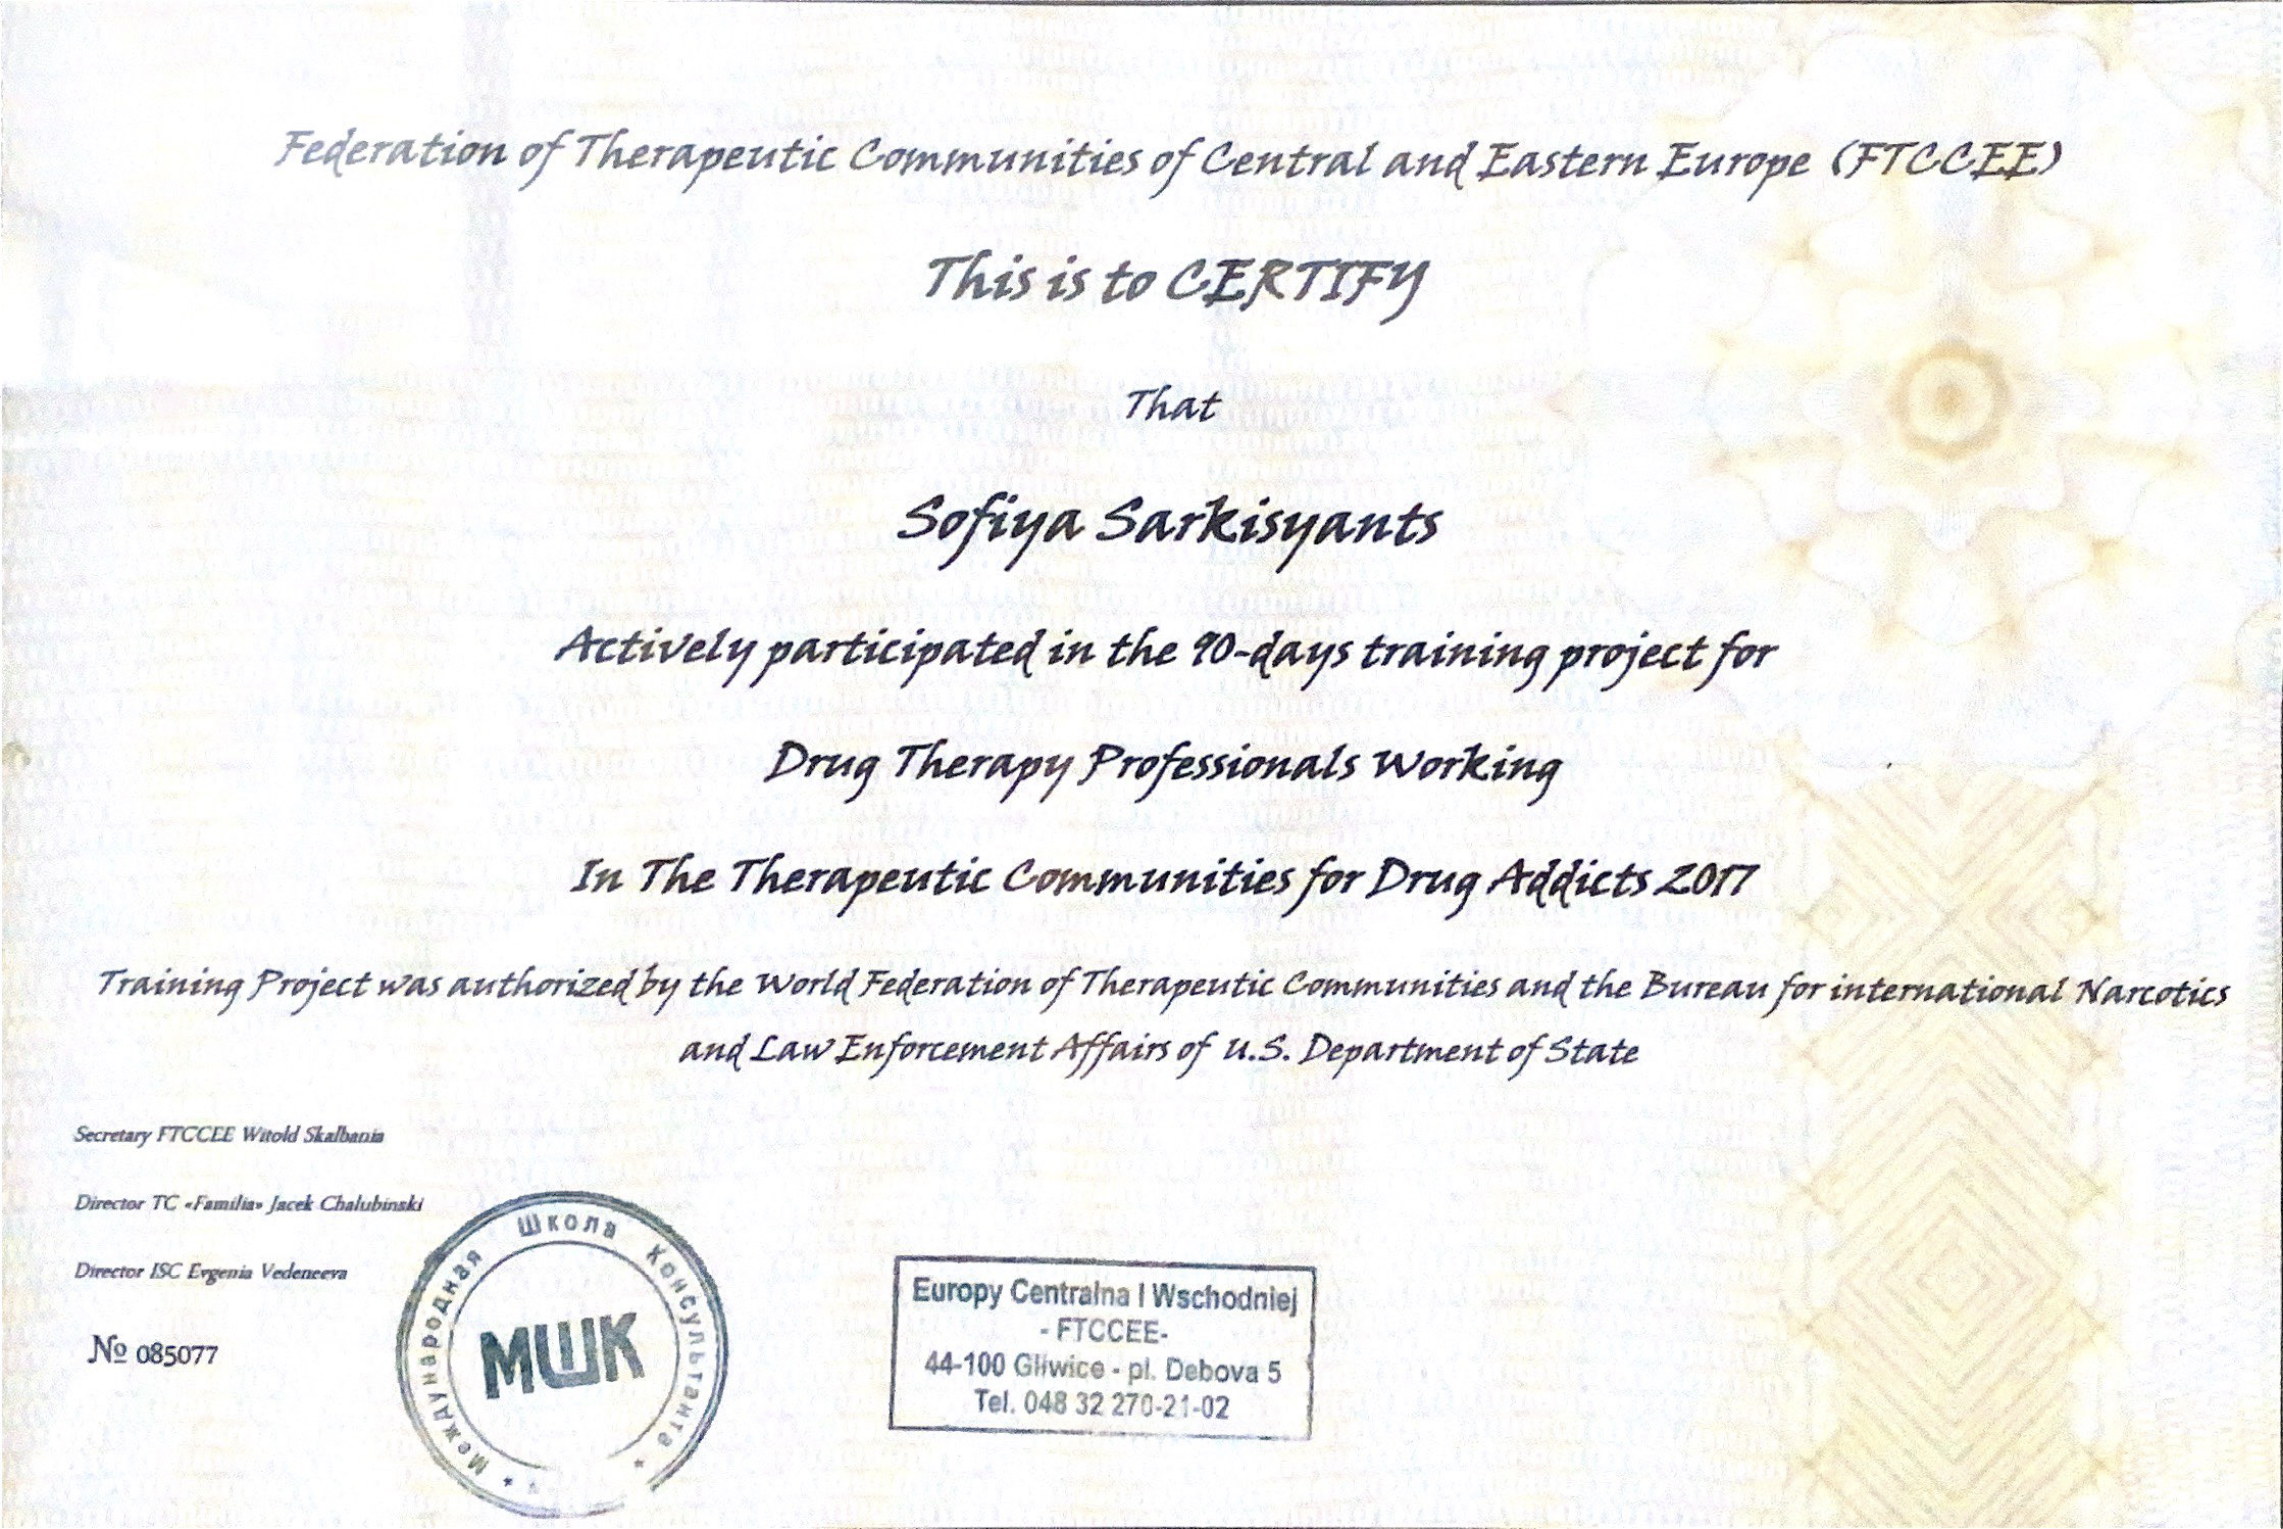 Federation of Therapeutic Communities of Central and Eastern Europe (FTCCEE)
This is to CERTIFY
That
Sofiya Sarkisyants
Actively participated in the 90-days training project for
Drug Therapy Professionals Working
In The Therapeutic Communities for Drug Addicts 2017
Training Project was authorized by the World Federation of Therapeutic Communities and the Bureau for international Narcotics
and Law Enforcement Affairs of U.S. Department of State
Secretary FTCCEE Witold Skalbania
Director TC «Familia» Jacek Chalubinski
Director ISC Evgenia Vedeneeva
№ 085077
Международная Школа Консультанта
МШК
Europy Centralna I Wschodniej
- FTCCEE-
44-100 Gliwice - pl. Debova 5
Tel. 048 32 270-21-02